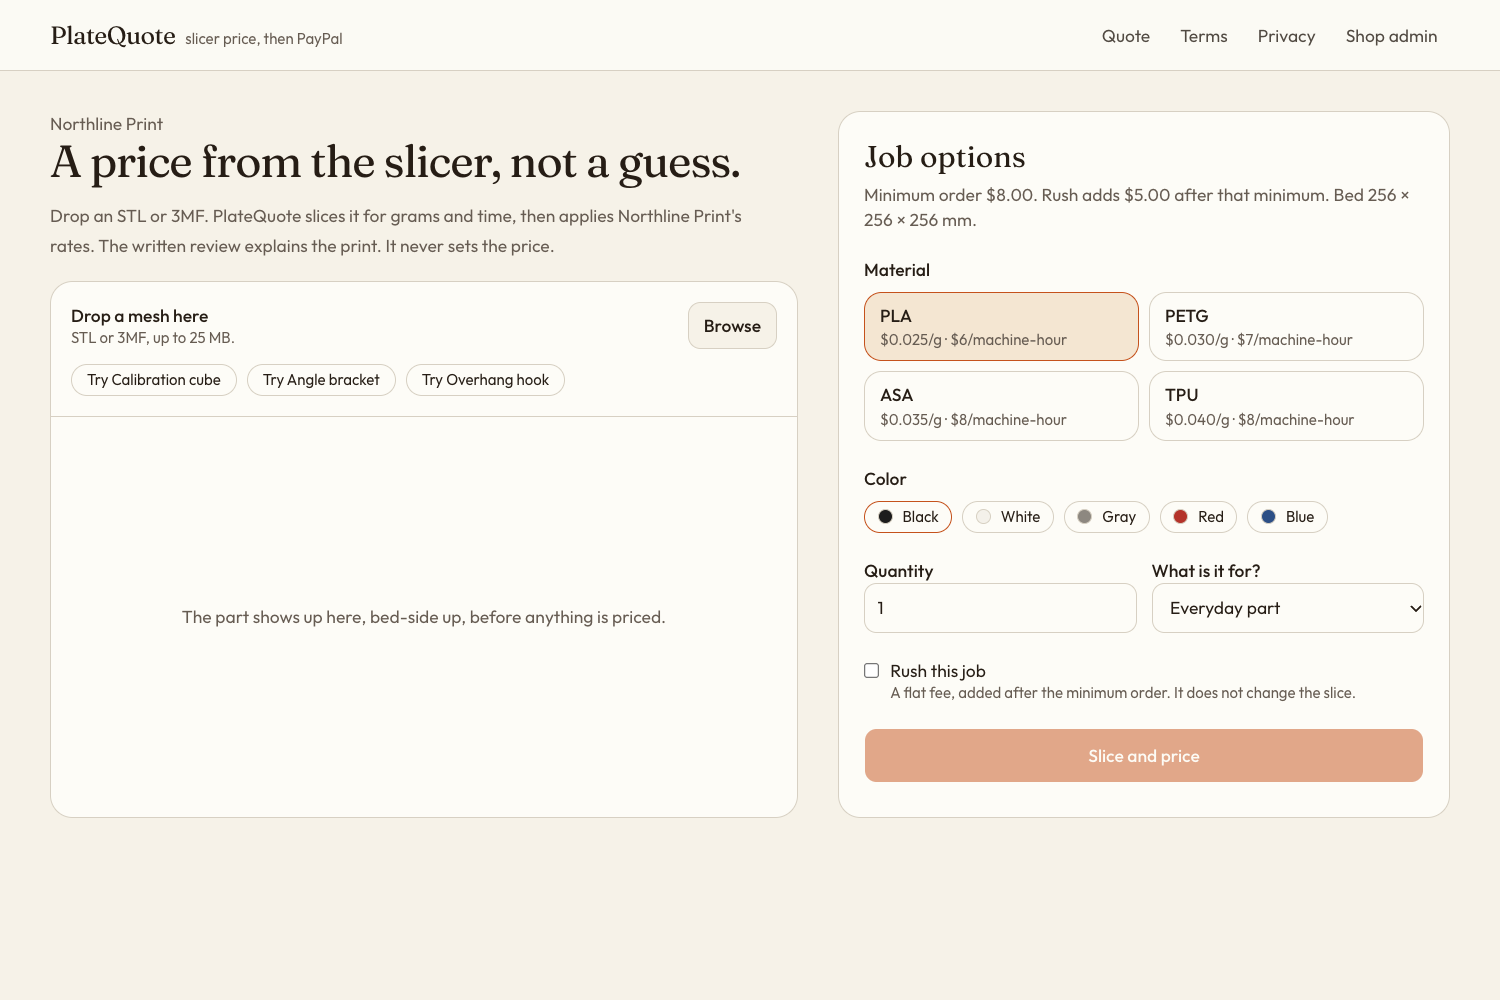 PlateQuote slicer price, then PayPal
Quote Terms Privacy Shop admin
Northline Print
A price from the slicer, not a guess.
Drop an STL or 3MF. PlateQuote slices it for grams and time, then applies Northline Print's
rates. The written review explains the print. It never sets the price.
Drop a mesh here
STL or 3MF, up to 25 MB.
Browse
Try Calibration cube Try Angle bracket Try Overhang hook
The part shows up here, bed-side up, before anything is priced.
Job options
Minimum order $8.00. Rush adds $5.00 after that minimum. Bed 256 ×
256 × 256 mm.
Material
PLA
$0.025/g · $6/machine-hour
PETG
$0.030/g · $7/machine-hour
ASA
$0.035/g · $8/machine-hour
TPU
$0.040/g · $8/machine-hour
Color
Black White Gray Red Blue
Quantity
1
What is it for?
Everyday part
Rush this job
A flat fee, added after the minimum order. It does not change the slice.
Slice and price